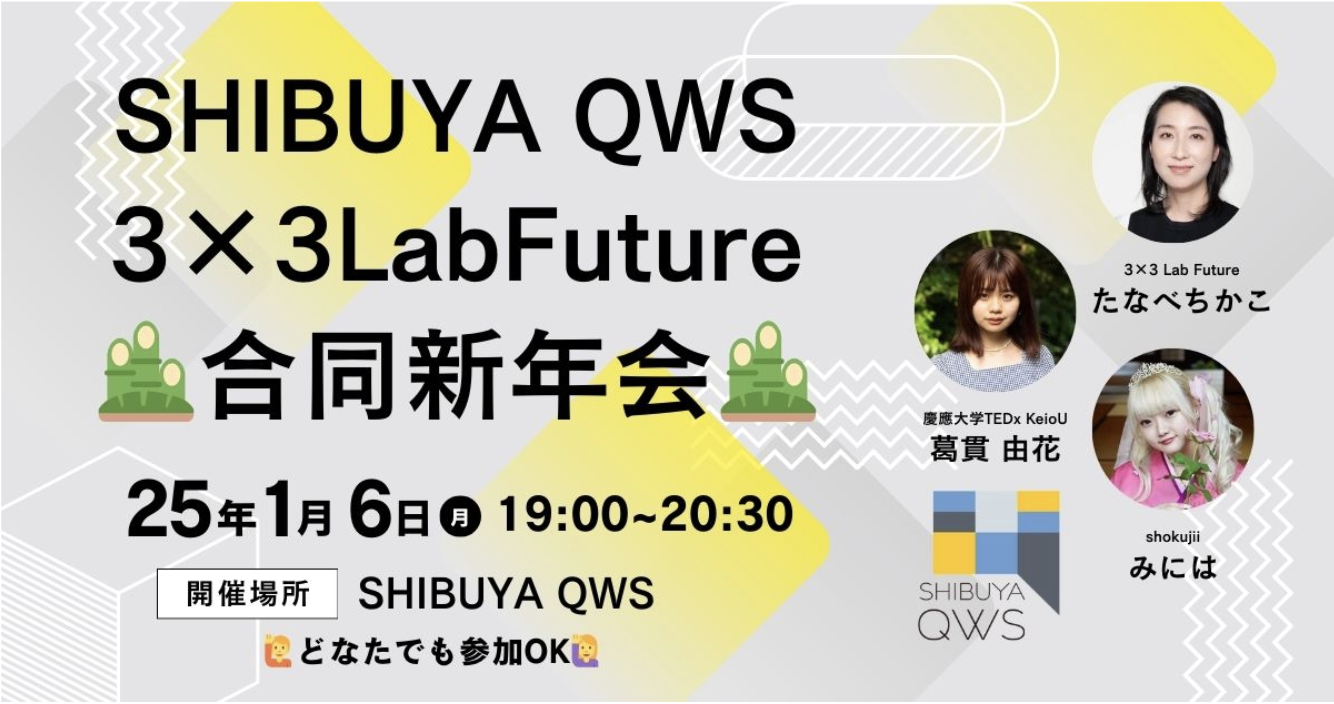 SHIBUYA QWS
3×3LabFuture
合同新年会
25年1月6日月 19:00~20:30
開催場所 SHIBUYA QWS
どなたでも参加OK
3×3 Lab Future
たなべちかこ
慶應大学TEDx KeioU
葛貫 由花
shokujii
みには
SHIBUYA
QWS